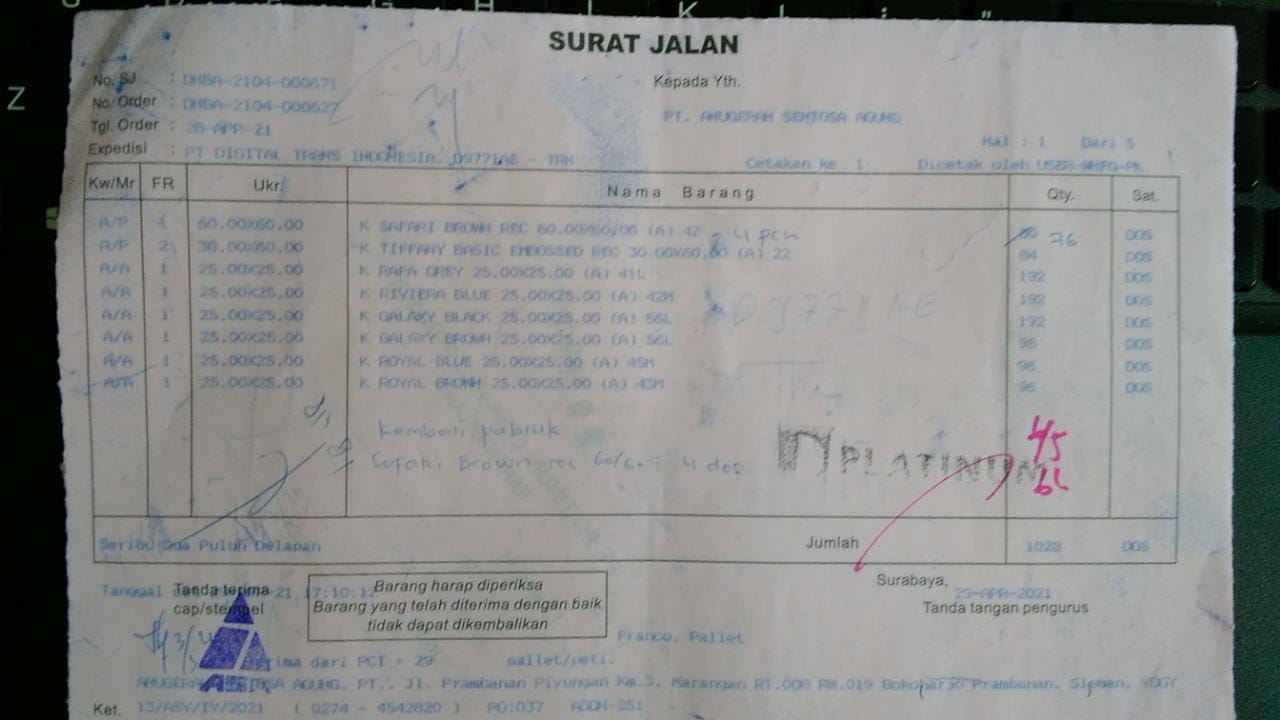 SURAT JALAN
No. SJ : DHBA-2104-000671
No. Order : DHBA-2104-000627
Tgl. Order : 28-APR-21
Expedisi : PT DIGITAL TRANS INDONESIA. D9771AE - TRH
Kepada Yth.
PT. ANUGERAH SENTOSA AGUNG
Hal : 1 Dari 5
Cetakan ke 1 Dicetak oleh USER-WHFG-PK
Kw/Mr FR Ukr. Nama Barang Qty. Sat.
A/P 60.00X60.00 K SAFARI BROWN REC 60.00X60.00 (A) 42 - 4 pcn 80 76 DOS
A/P 2 30.00X60.00 K TIFFANY BASIC EMBOSSED REC 30.00X60.00 (A) 22 84 DOS
A/A 1 25.00X25.00 K RAFA GREY 25.00X25.00 (A) 41L 192 DOS
A/A 1 25.00X25.00 K RIVIERA BLUE 25.00X25.00 (A) 42M 192 DOS
A/A 1 25.00X25.00 K GALAXY BLACK 25.00X25.00 (A) 56L 192 DOS
A/A 1 25.00X25.00 K GALAXY BROWN 25.00X25.00 (A) 56L 96 DOS
A/A 1 25.00X25.00 K ROYAL BLUE 25.00X25.00 (A) 45M 96 DOS
A/A 1 25.00X25.00 K ROYAL BROWN 25.00X25.00 (A) 43M 96 DOS
D 9771 AE
Kembali pabrik
Safari Brown rec 60/60 = 4 dos
PLATINUM
45
62
Seribu Dua Puluh Delapan Jumlah 1028 DOS
Tanggal 21 17:10:12
Tanda terima
cap/stempel
Barang harap diperiksa
Barang yang telah diterima dengan baik
tidak dapat dikembalikan
Surabaya, 29-APR-2021
Tanda tangan pengurus
Franco. Pallet
rima dari PCI = 29 pallet/peti.
ASA
ANUGERAH SENTOSA AGUNG. PT., Jl. Prambanan Piyungan Km.3, Marangan RT.008 RW.019 Bokoharjo Prambanan, Sleman, YOGY
Ket. 13/ASY/IV/2021 ( 0274 - 4542820 ) PO:037 ADDH-251